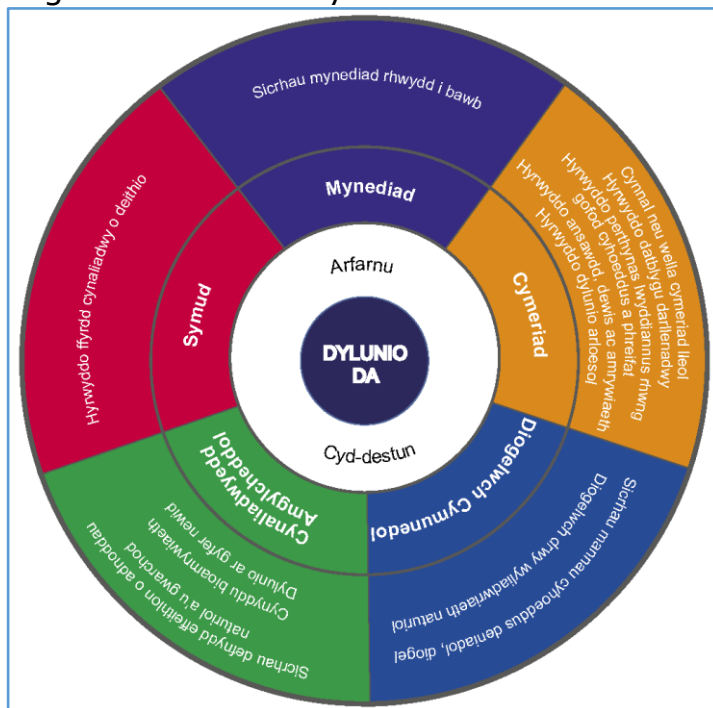 Sicrhau mynediad rhwydd i bawb
Mynediad
Cynnal neu wella cymeriad lleol
Hyrwyddo datblygu darllenadwy
Hyrwyddo perthynas lwyddiannus rhwng
gofod cyhoeddus a phreifat
Hyrwyddo ansawdd, dewis ac amrywiaeth
Hyrwyddo dylunio arloesol
Cymeriad
Diogelwch Cymunedol
Diogelwch drwy wyliadwriaeth naturiol
Sicrhau mannau cyhoeddus deniadol, diogel
Cynaliadwyedd
Amgylcheddol
Dylunio ar gyfer newid
Cynyddu bioamrywiaeth
Sicrhau defnydd effeithlon o adnoddau
naturiol a'u gwarchod
Symud
Hyrwyddo ffyrdd cynaliadwy o deithio
Arfarnu
DYLUNIO
DA
Cyd-destun